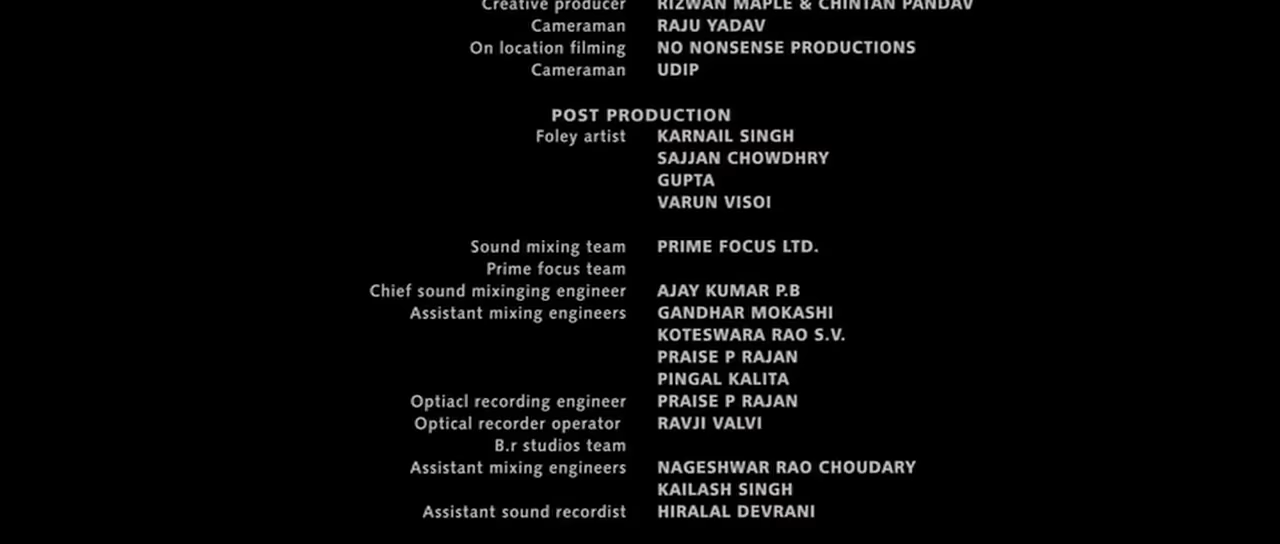 Creative producer RIZWAN MAPLE & CHINTAN PANDAV
Cameraman RAJU YADAV
On location filming NO NONSENSE PRODUCTIONS
Cameraman UDIP
POST PRODUCTION
Foley artist KARNAIL SINGH
SAJJAN CHOWDHRY
GUPTA
VARUN VISOI
Sound mixing team PRIME FOCUS LTD.
Prime focus team
Chief sound mixinging engineer AJAY KUMAR P.B
Assistant mixing engineers GANDHAR MOKASHI
KOTESWARA RAO S.V.
PRAISE P RAJAN
PINGAL KALITA
Optiacl recording engineer PRAISE P RAJAN
Optical recorder operator RAVJI VALVI
B.r studios team
Assistant mixing engineers NAGESHWAR RAO CHOUDARY
KAILASH SINGH
Assistant sound recordist HIRALAL DEVRANI